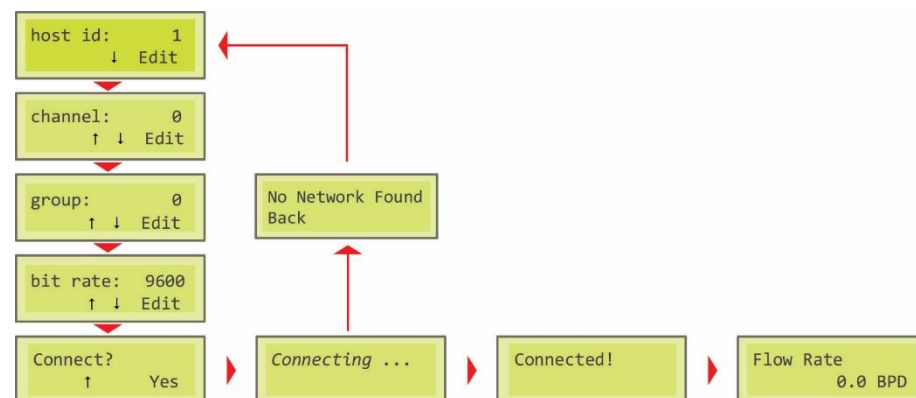 host id: 1
↓ Edit
channel: 0
↑ ↓ Edit
group: 0
↑ ↓ Edit
No Network Found
Back
bit rate: 9600
↑ ↓ Edit
Connect?
↑ Yes
Connecting ...
Connected!
Flow Rate
0.0 BPD